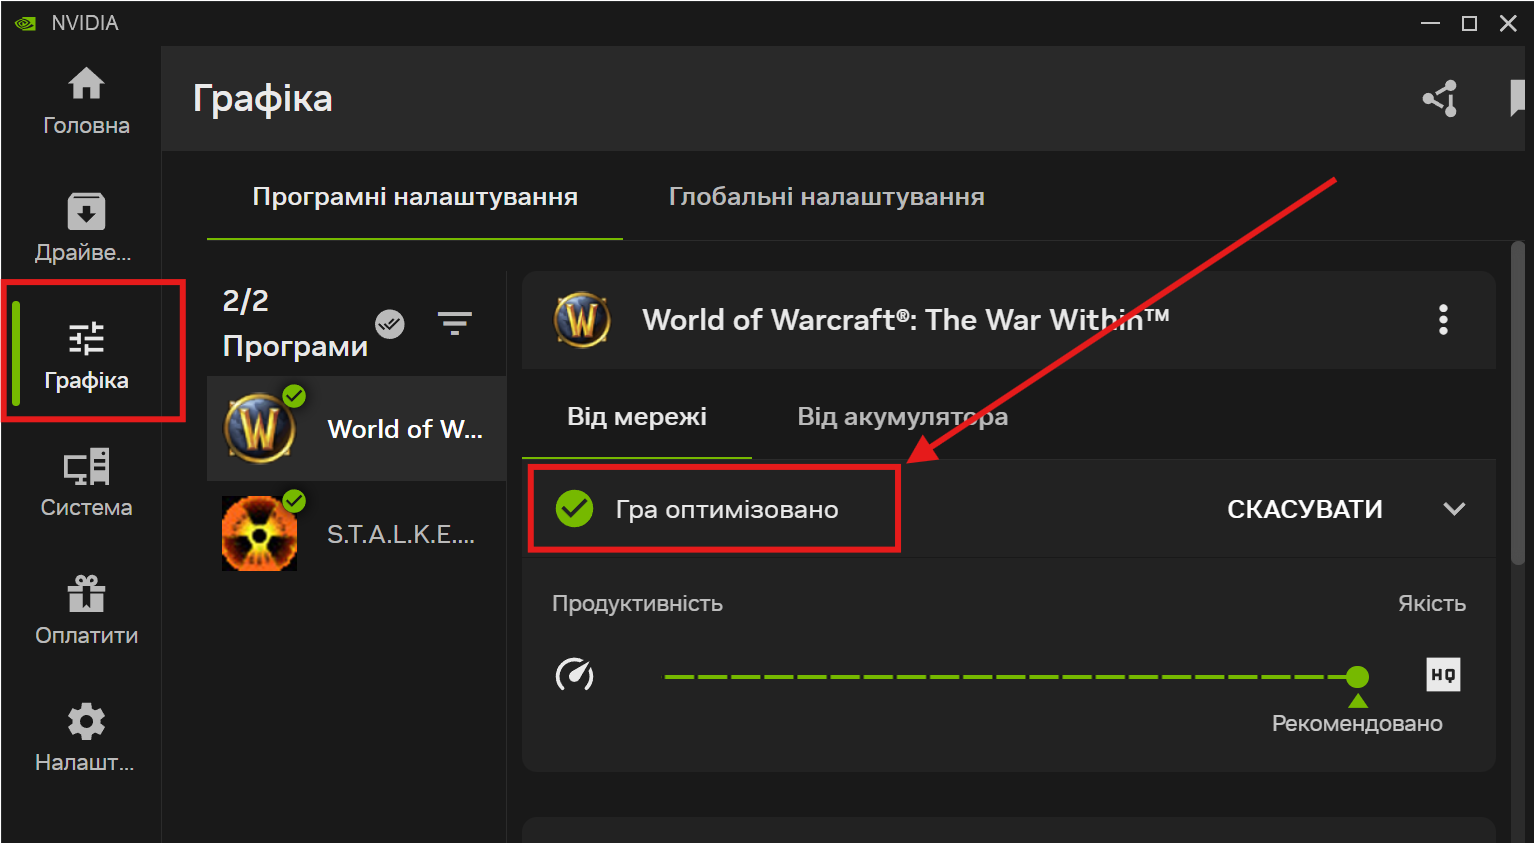 NVIDIA
Головна
Драйве...
Графіка
Система
Оплатити
Налашт...
Графіка
Програмні налаштування
Глобальні налаштування
2/2
Програми
World of W...
S.T.A.L.K.E....
World of Warcraft®: The War Within™
Від мережі
Від акумулятора
Гра оптимізовано
СКАСУВАТИ
Продуктивність
Якість
HQ
Рекомендовано